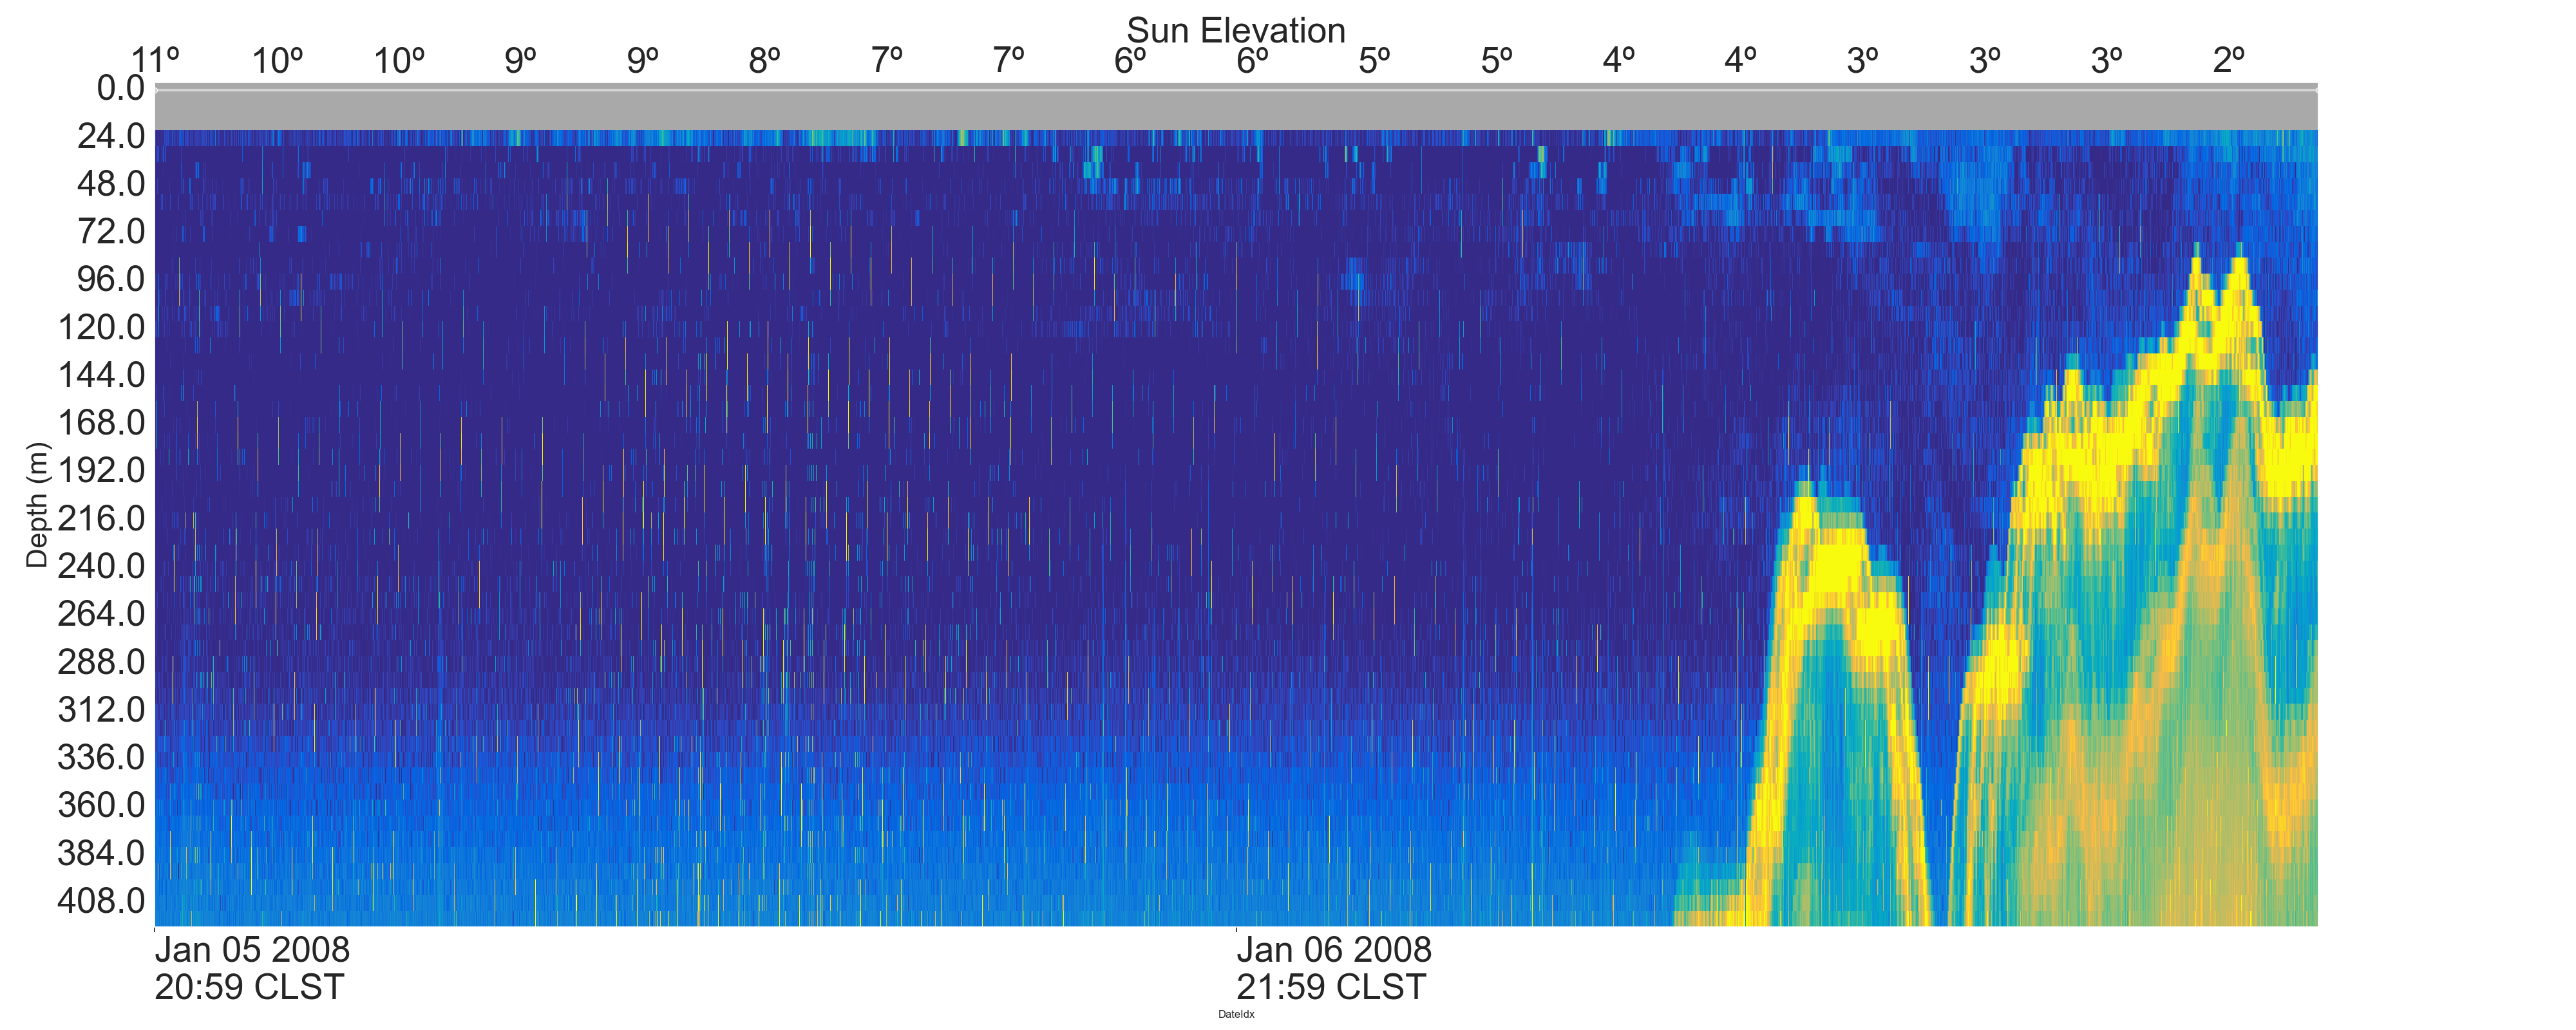 Sun Elevation
11º 10º 10º 9º 9º 8º 7º 7º 6º 6º 5º 5º 4º 4º 3º 3º 3º 2º
0.0
24.0
48.0
72.0
96.0
120.0
144.0
168.0
192.0
216.0
240.0
264.0
288.0
312.0
336.0
360.0
384.0
408.0
Depth (m)
Jan 05 2008
20:59 CLST
Jan 06 2008
21:59 CLST
DateIdx